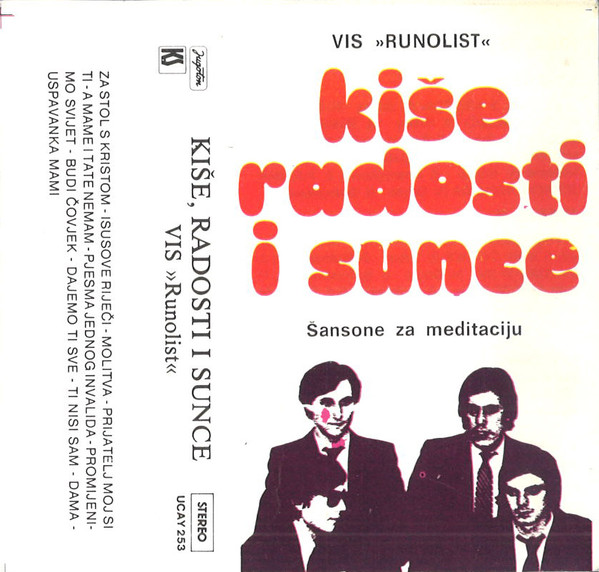 VIS »RUNOLIST«
kiše
radosti
i sunce
Šansone za meditaciju
Jugoton
KS
KIŠE, RADOSTI I SUNCE
VIS »Runolist«
STEREO
UCAY 253
ZA STOL S KRISTOM - ISUSOVE RIJEČI - MOLITVA - PRIJATELJ MOJ SI
TI - A MAME I TATE NEMAM - PJESMA JEDNOG INVALIDA - PROMIJENI-
MO SVIJET - BUDI ČOVJEK - DAJEMO TI SVE - TI NISI SAM - DAMA -
USPAVANKA MAMI